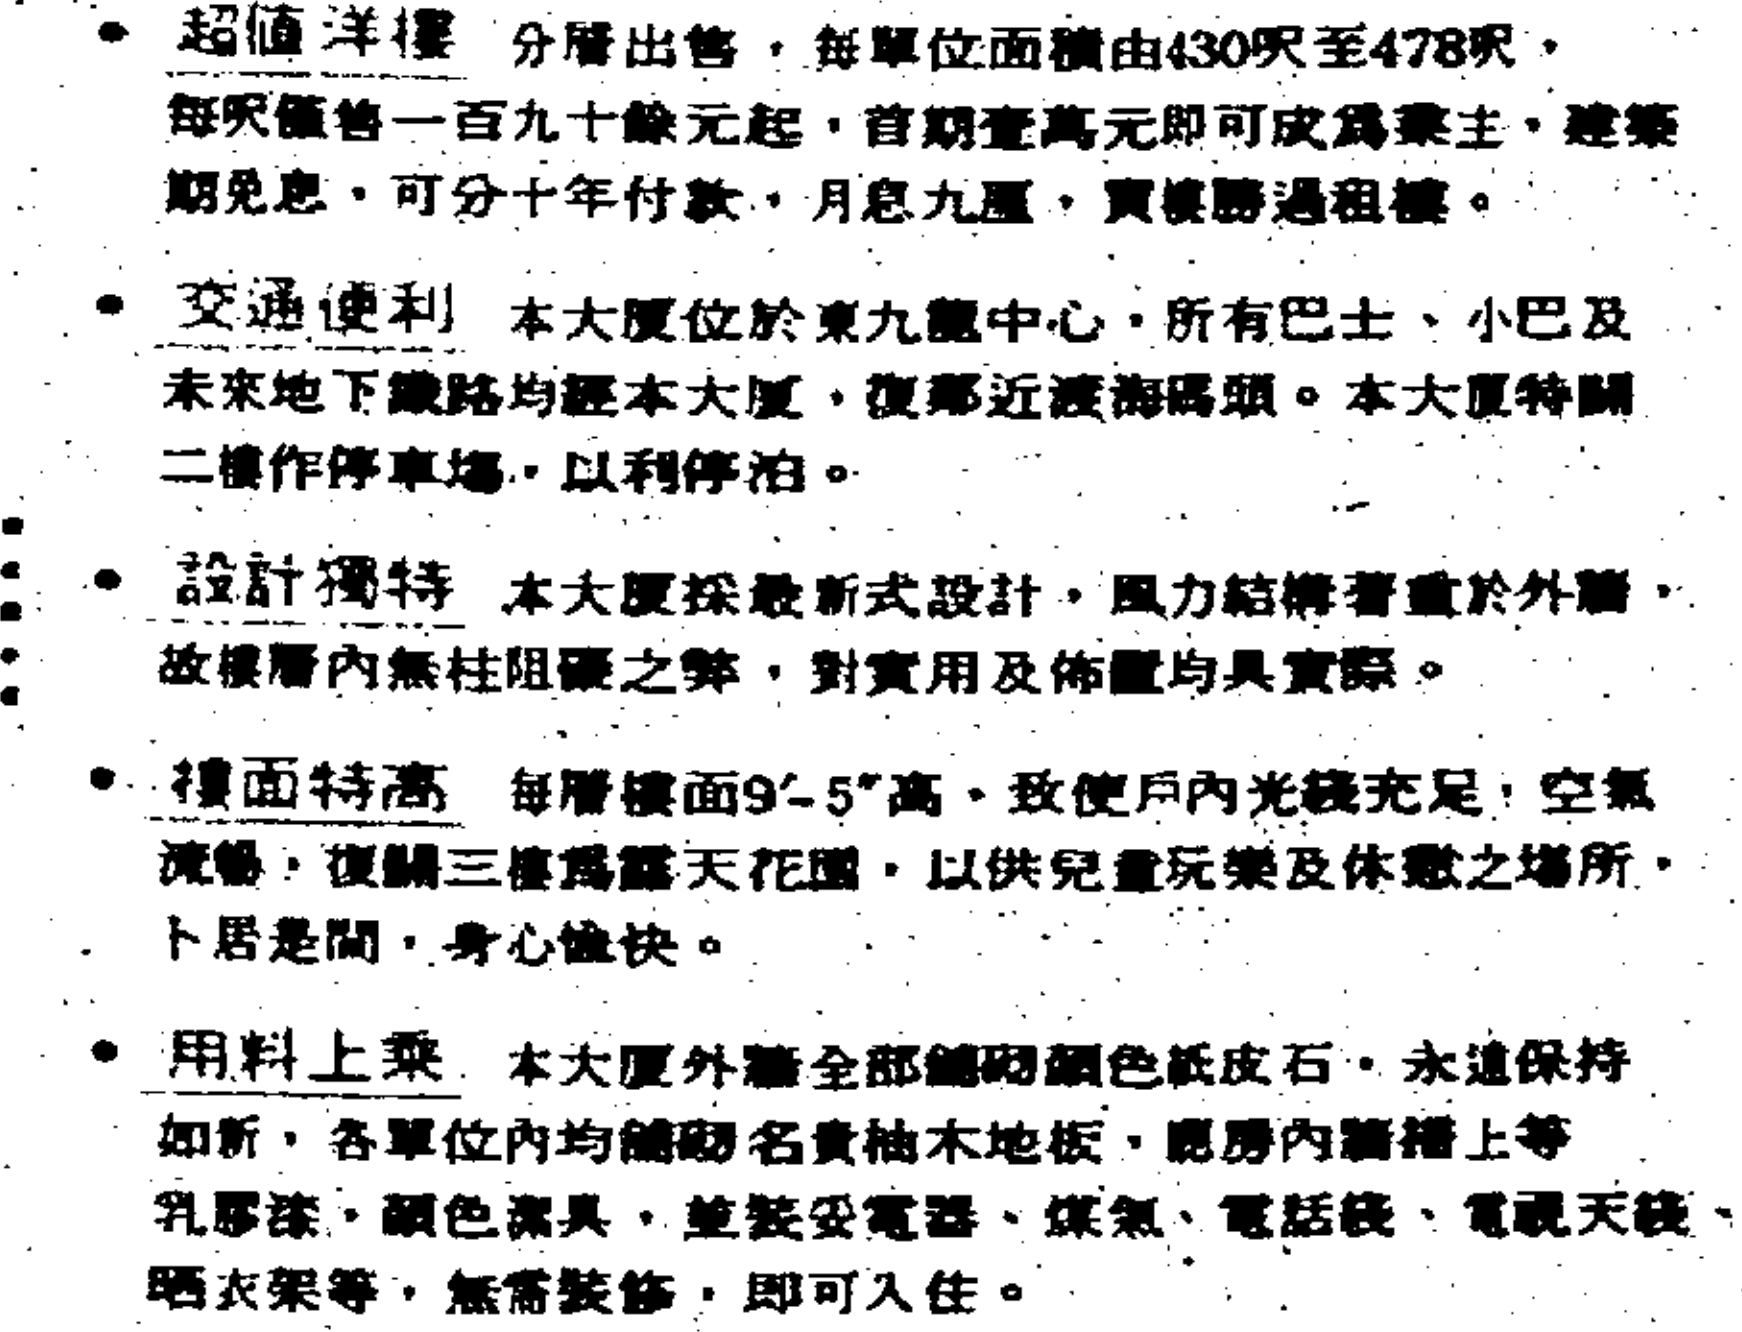 • 超值洋樓 分層出售，每單位面積由430呎至478呎，
每呎僅售一百九十餘元起，首期壹萬元即可成爲業主，建築
期免息，可分十年付款，月息九厘，買樓勝過租樓。
• 交通便利 本大厦位於東九龍中心，所有巴士、小巴及
未來地下鐵路均經本大厦，復鄰近渡海碼頭。本大厦特闢
二樓作停車塲，以利停泊。
• 設計獨特 本大厦採最新式設計，風力結構着重於外牆，
故樓層內無柱阻礙之弊，對實用及佈置均具實際。
• 樓面特高 每層樓面9′-5″高，致使戶內光綫充足，空氣
流暢，復闢三樓爲露天花園，以供兒童玩樂及休憇之塲所，
卜居是間，身心愉快。
• 用料上乘 本大厦外牆全部鋪砌顏色紙皮石，永遠保持
如新，各單位內均鋪砌名貴柚木地板，廳房內牆掃上等
乳膠漆，顏色潔具，並裝妥電器、煤氣、電話綫、電視天綫、
晒衣架等，無需裝修，即可入住。